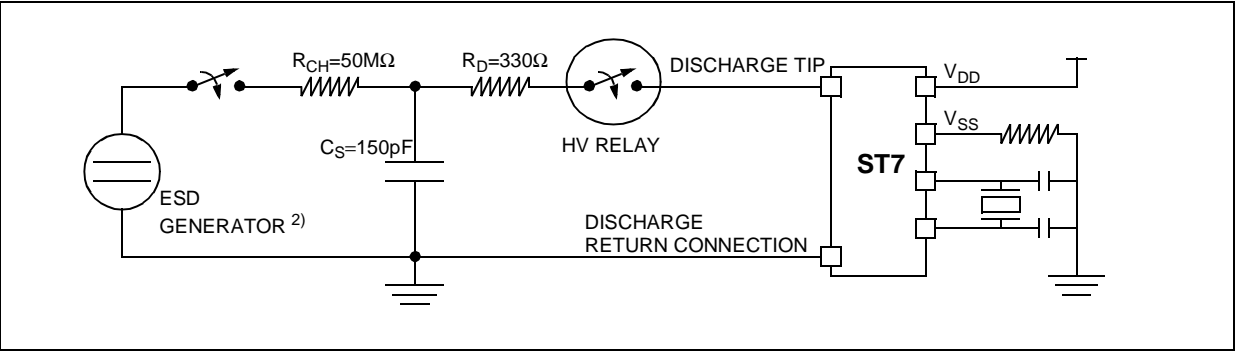 R_CH=50MΩ
R_D=330Ω
DISCHARGE TIP
V_DD
V_SS
C_S=150pF
HV RELAY
ST7
ESD
GENERATOR 2)
DISCHARGE
RETURN CONNECTION